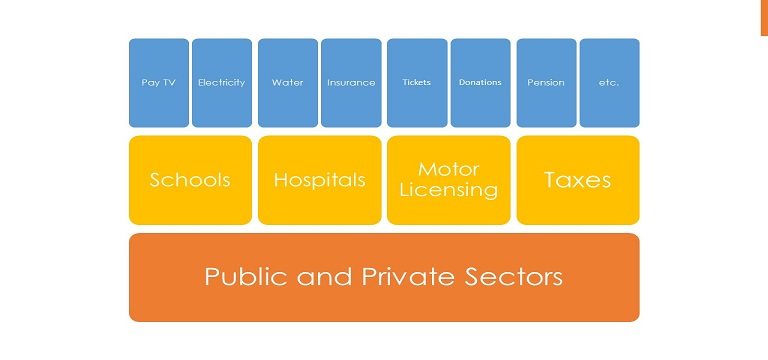 Pay TV
Electricity
Water
Insurance
Tickets
Donations
Pension
etc.
Schools
Hospitals
Motor
Licensing
Taxes
Public and Private Sectors